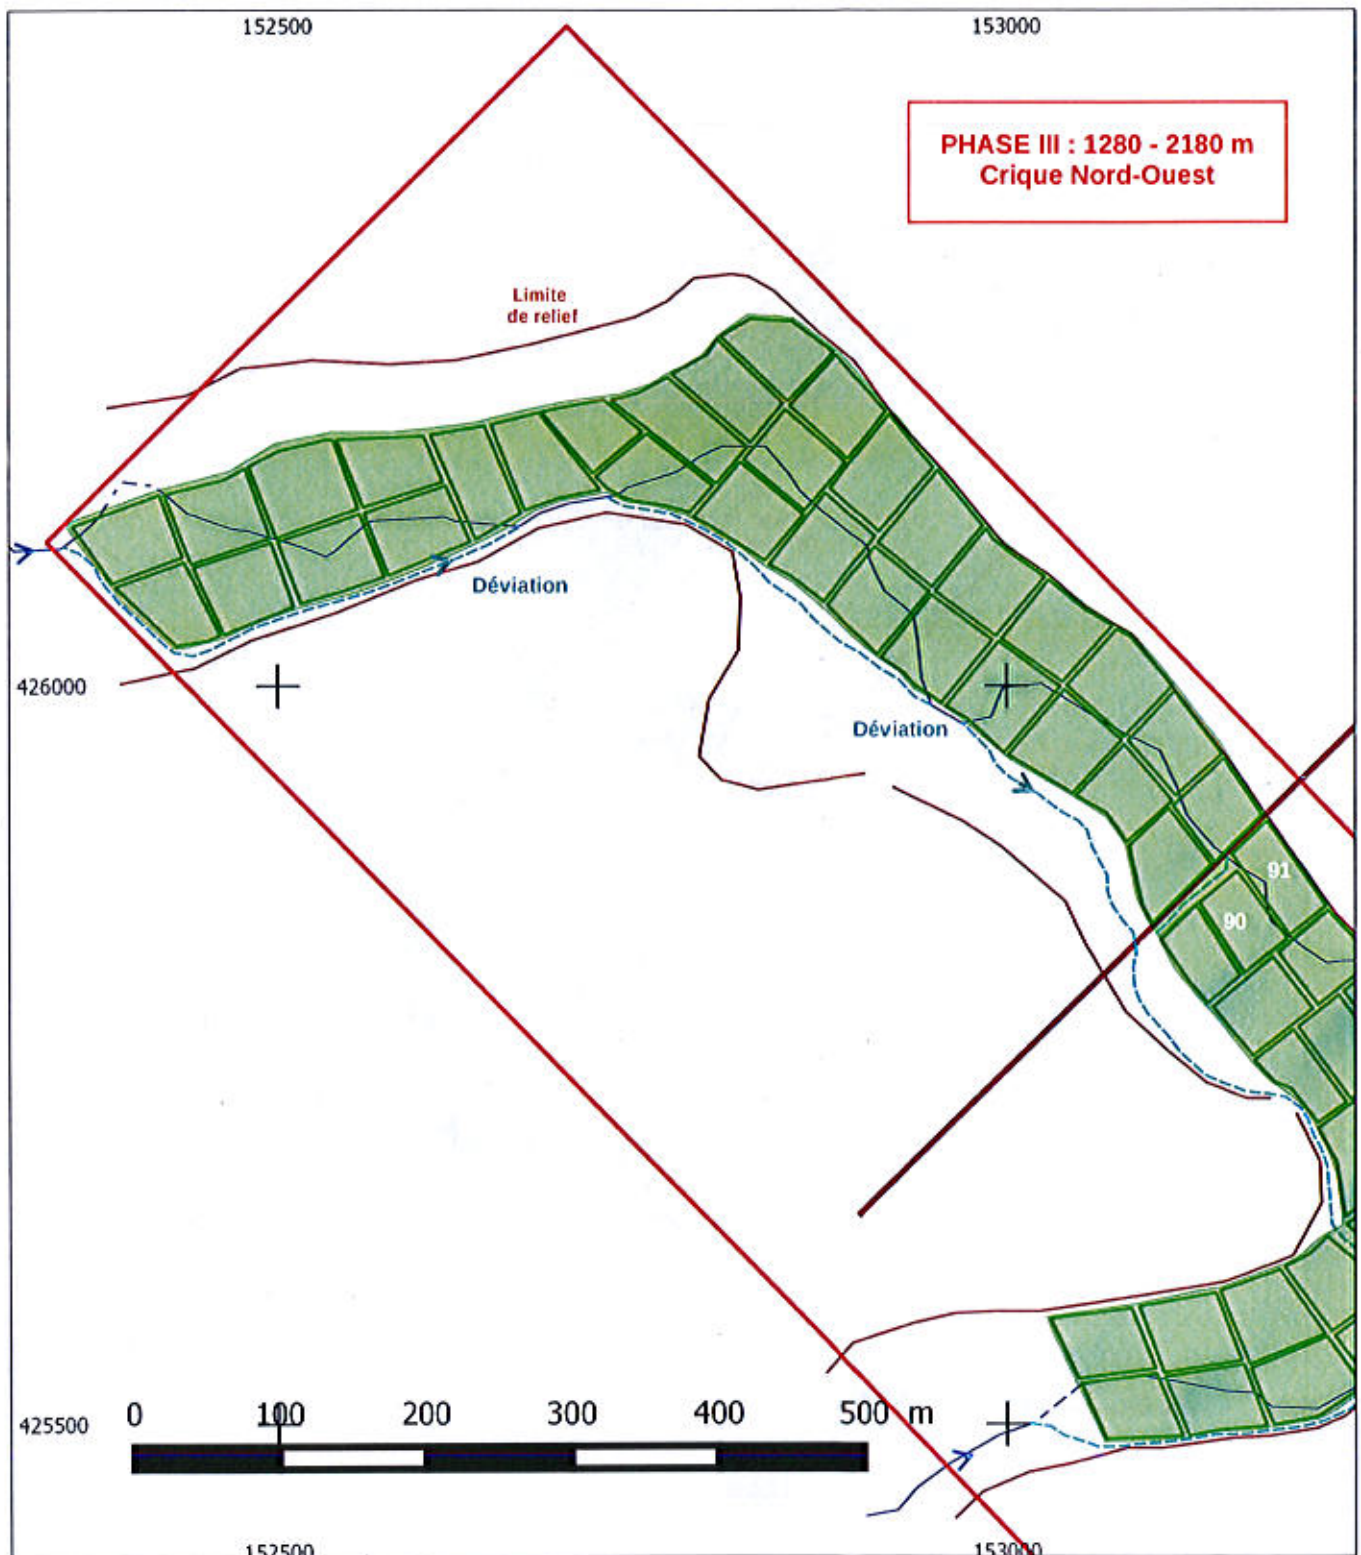 152500
153000
PHASE III : 1280 - 2180 m
Crique Nord-Ouest
Limite
de relief
Déviation
426000
Déviation
91
90
425500
0 100 200 300 400 500 m
152500
153000